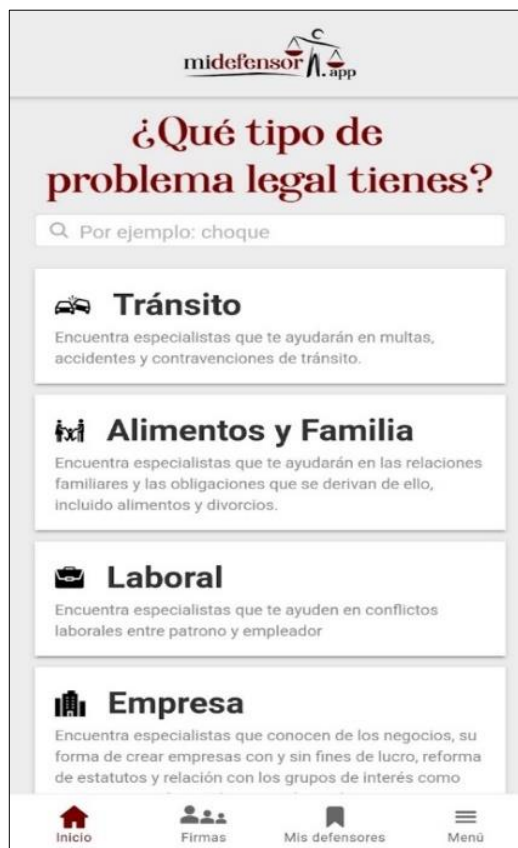 midefensor.app
¿Qué tipo de
problema legal tienes?
Por ejemplo: choque
Tránsito
Encuentra especialistas que te ayudarán en multas,
accidentes y contravenciones de tránsito.
Alimentos y Familia
Encuentra especialistas que te ayudarán en las relaciones
familiares y las obligaciones que se derivan de ello,
incluido alimentos y divorcios.
Laboral
Encuentra especialistas que te ayuden en conflictos
laborales entre patrono y empleador
Empresa
Encuentra especialistas que conocen de los negocios, su
forma de crear empresas con y sin fines de lucro, reforma
de estatutos y relación con los grupos de interés como
Inicio Firmas Mis defensores Menú